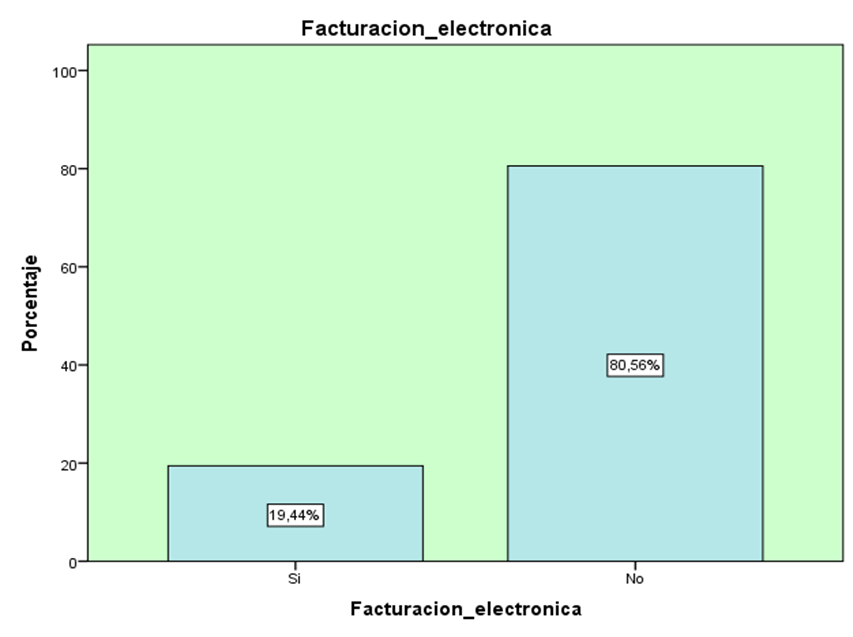 Facturacion_electronica
Porcentaje
100
80
60
40
20
0
19,44%
80,56%
Si
No
Facturacion_electronica